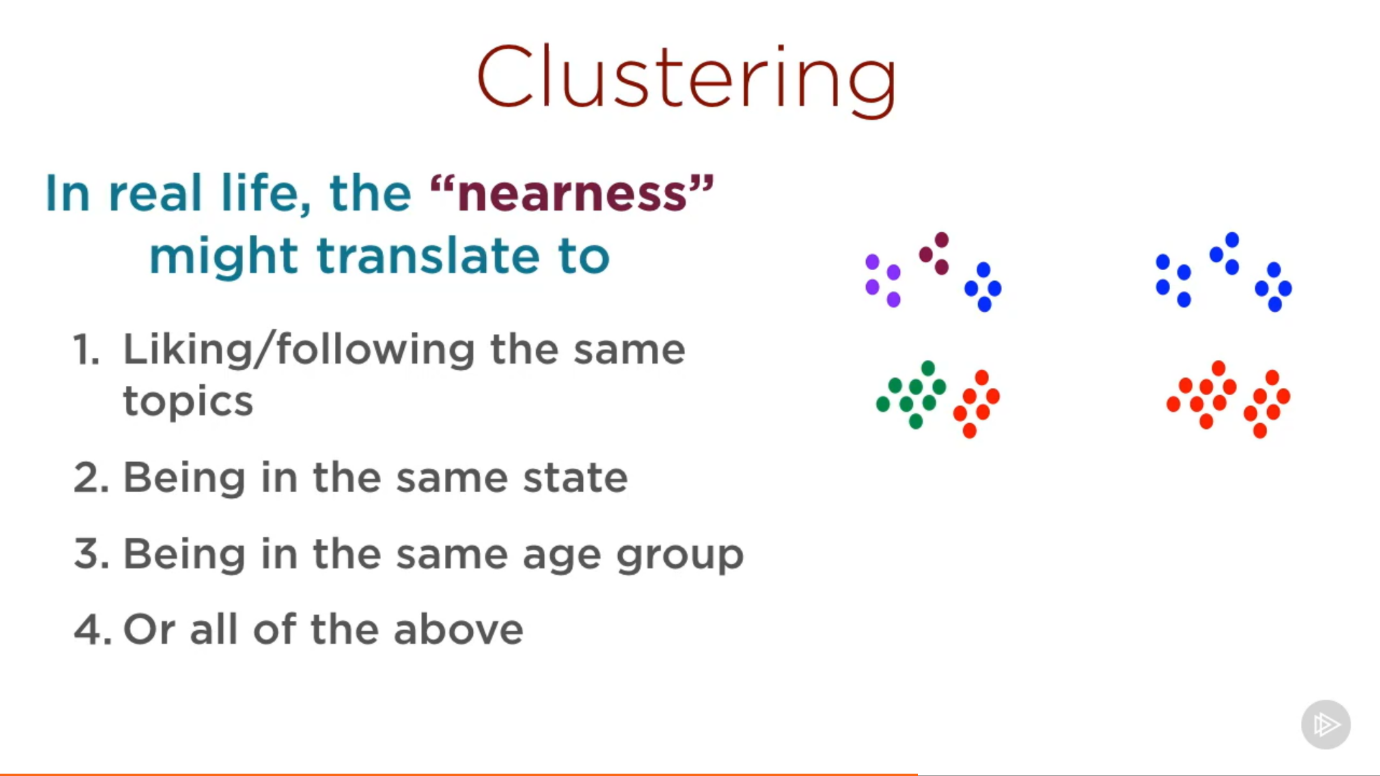 Clustering
In real life, the “nearness”
might translate to
1. Liking/following the same
topics
2. Being in the same state
3. Being in the same age group
4. Or all of the above